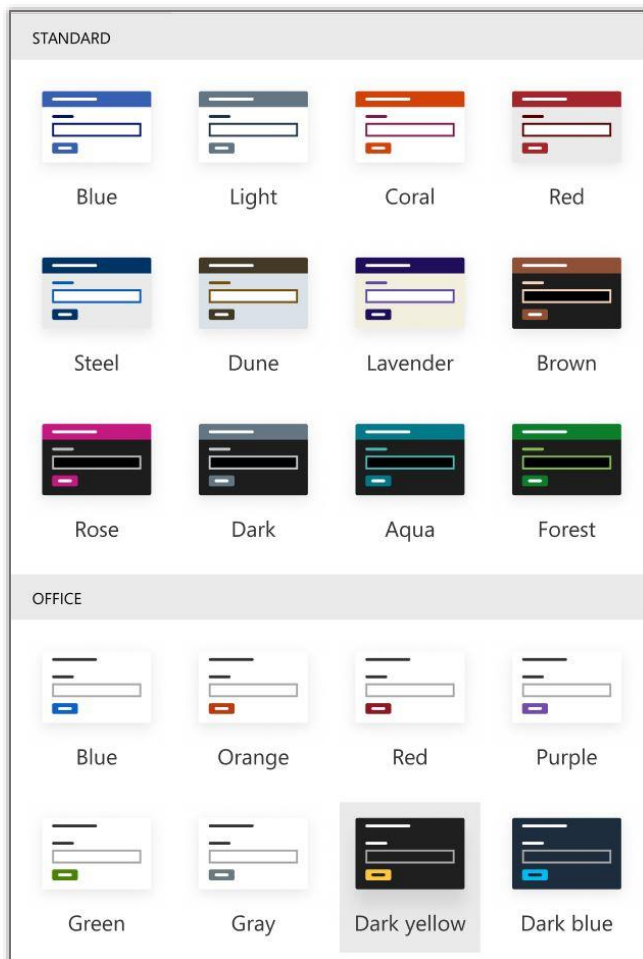 STANDARD
Blue Light Coral Red
Steel Dune Lavender Brown
Rose Dark Aqua Forest
OFFICE
Blue Orange Red Purple
Green Gray Dark yellow Dark blue